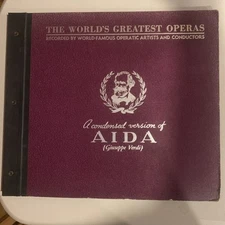 THE WORLD'S GREATEST OPERAS
RECORDED BY WORLD-FAMOUS OPERATIC ARTISTS AND CONDUCTORS
A condensed version of
AIDA
(Giuseppe Verdi)